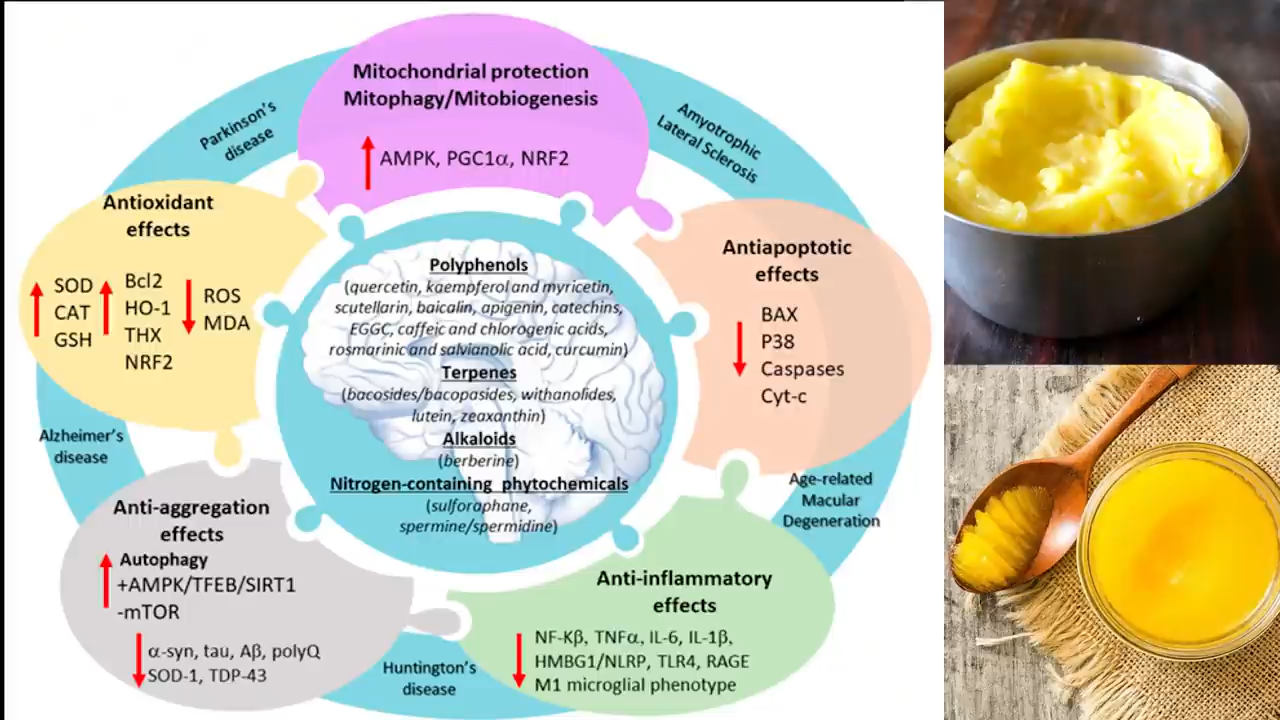 Mitochondrial protection
Mitophagy/Mitobiogenesis
AMPK, PGC1α, NRF2
Parkinson's
disease
Amyotrophic
Lateral Sclerosis
Antioxidant
effects
SOD
CAT
GSH
Bcl2
HO-1
THX
NRF2
ROS
MDA
Antiapoptotic
effects
BAX
P38
Caspases
Cyt-c
Polyphenols
(quercetin, kaempferol and myricetin,
scutellarin, baicalin, apigenin, catechins,
EGGC, caffeic and chlorogenic acids,
rosmarinic and salvianolic acid, curcumin)
Terpenes
(bacosides/bacopasides, withanolides,
lutein, zeaxanthin)
Alkaloids
(berberine)
Nitrogen-containing phytochemicals
(sulforaphane,
spermine/spermidine)
Alzheimer's
disease
Age-related
Macular
Degeneration
Anti-aggregation
effects
Autophagy
+AMPK/TFEB/SIRT1
-mTOR
α-syn, tau, Aβ, polyQ
SOD-1, TDP-43
Anti-inflammatory
effects
NF-Kβ, TNFα, IL-6, IL-1β,
HMBG1/NLRP, TLR4, RAGE
M1 microglial phenotype
Huntington's
disease